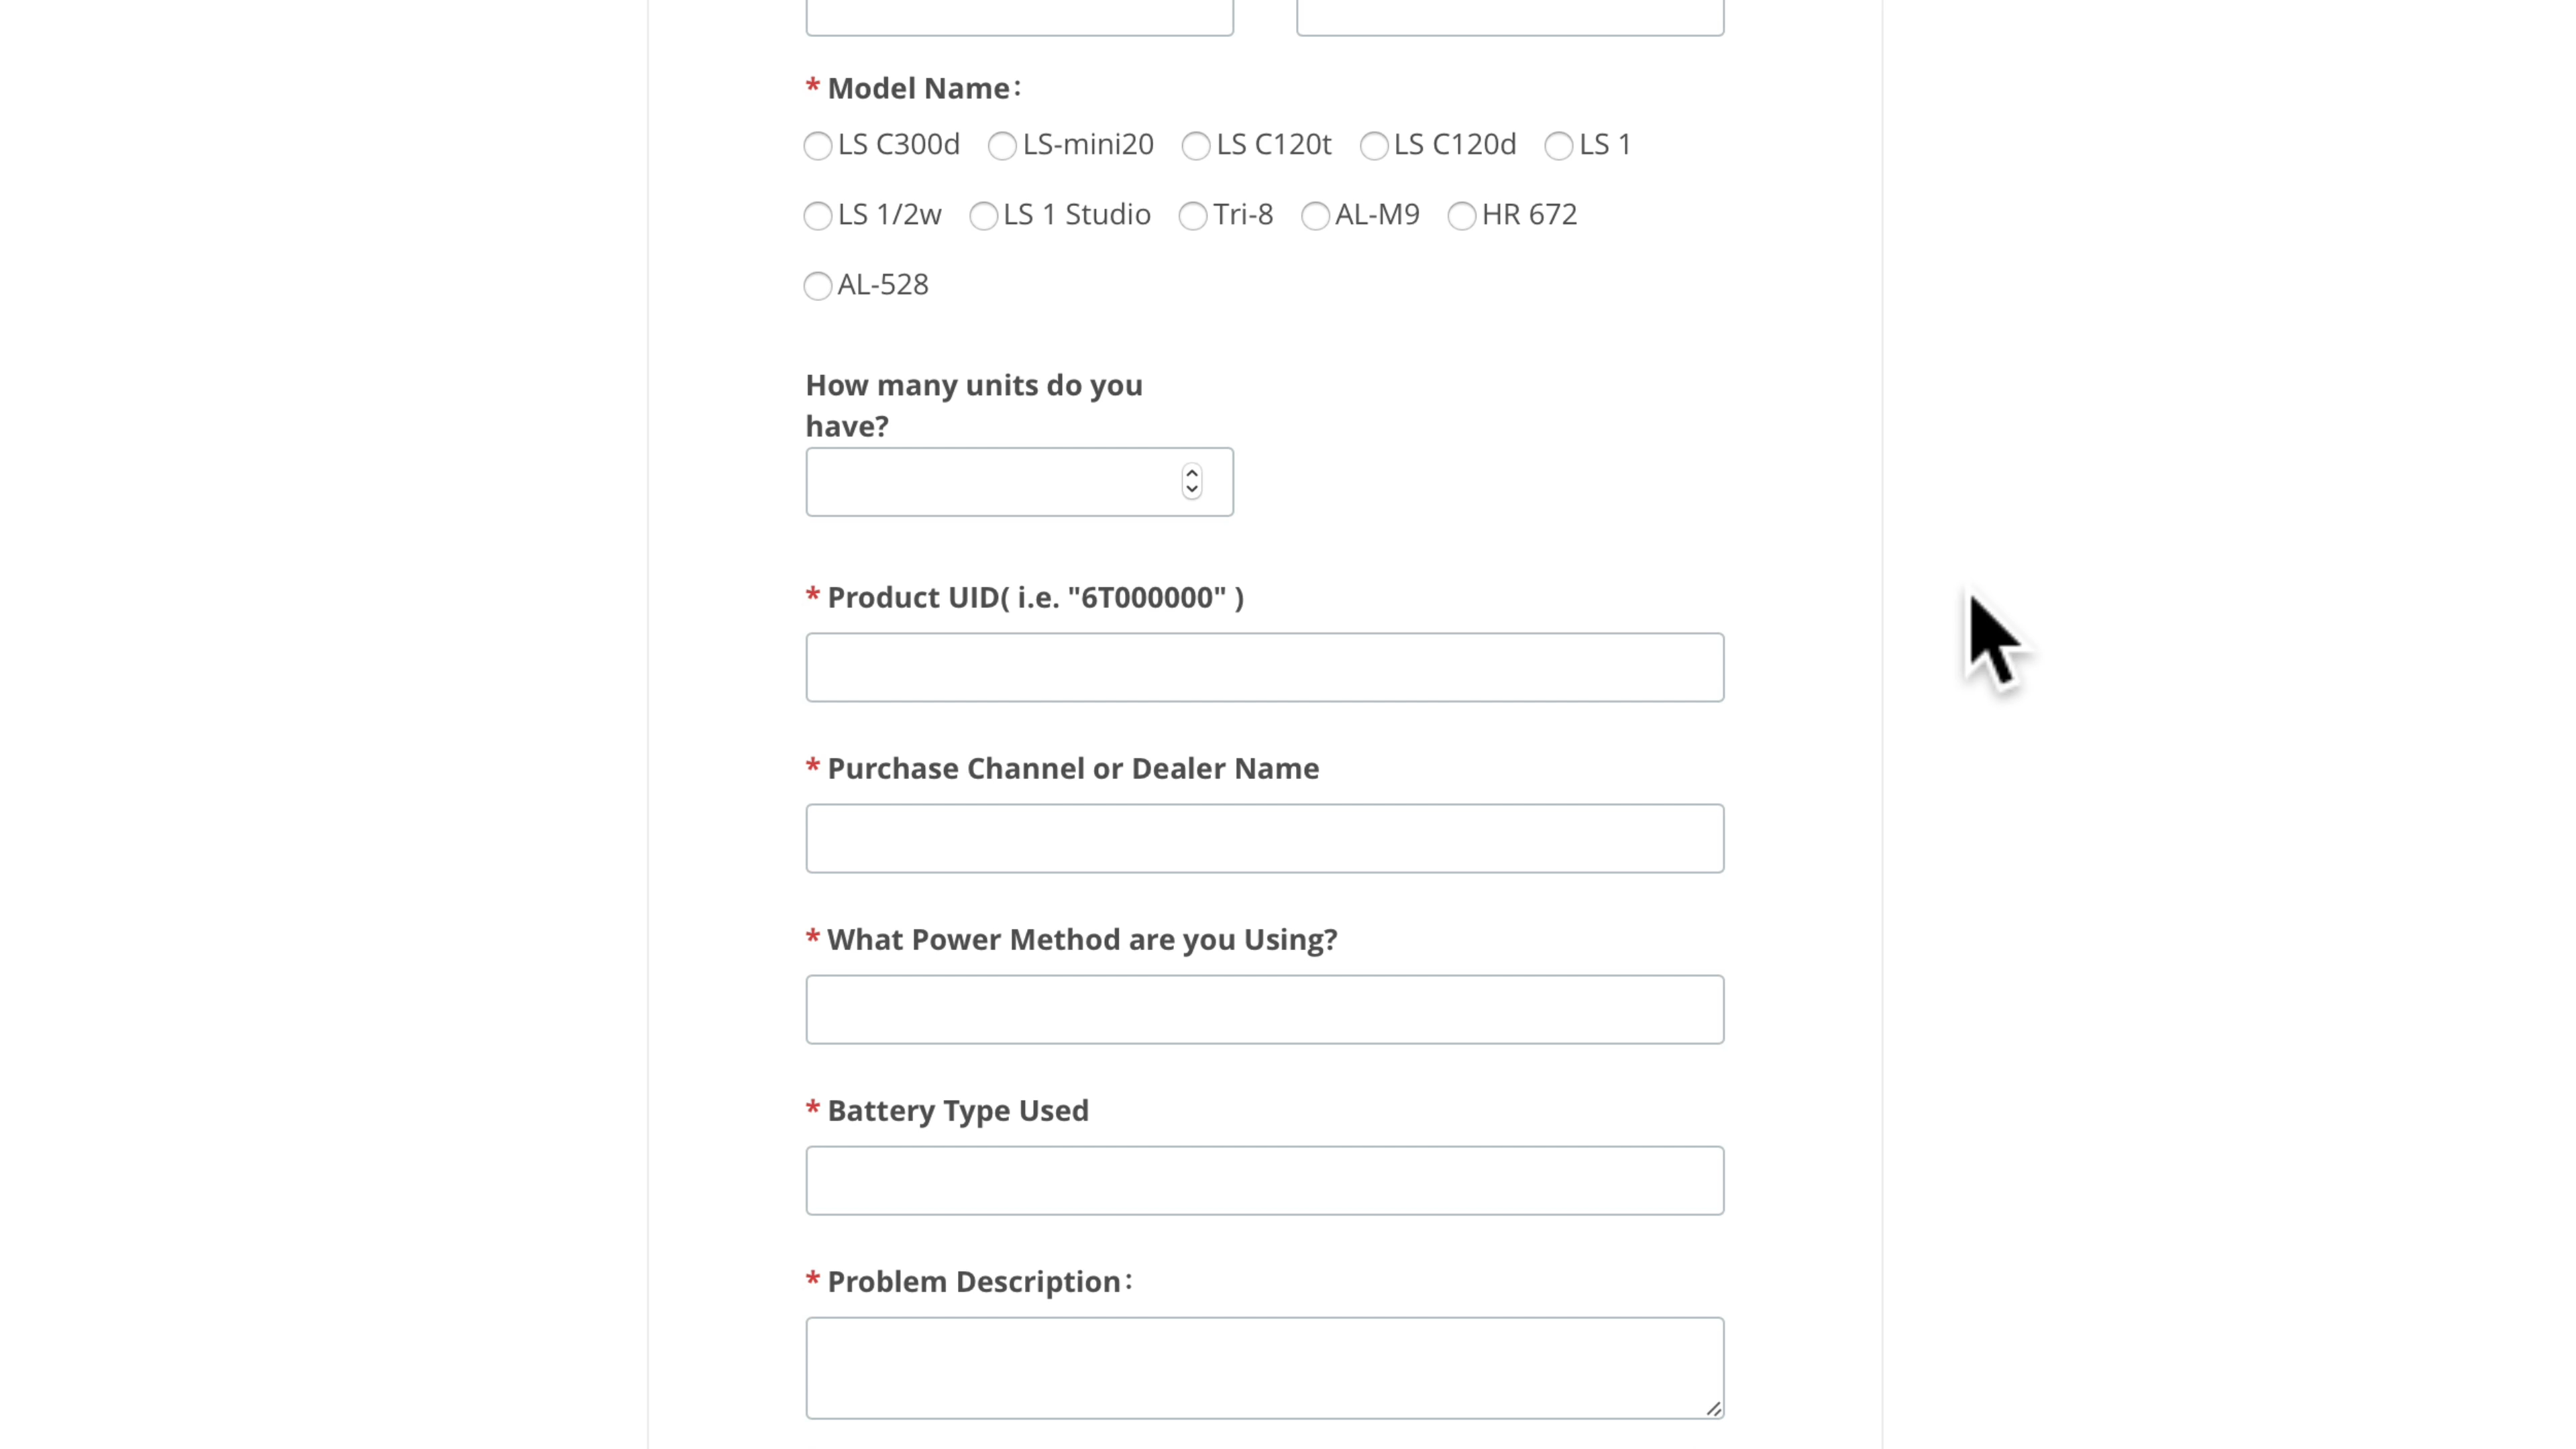 * Model Name:
LS C300d LS-mini20 LS C120t LS C120d LS 1
LS 1/2w LS 1 Studio Tri-8 AL-M9 HR 672
AL-528
How many units do you
have?
* Product UID( i.e. "6T000000" )
* Purchase Channel or Dealer Name
* What Power Method are you Using?
* Battery Type Used
* Problem Description: